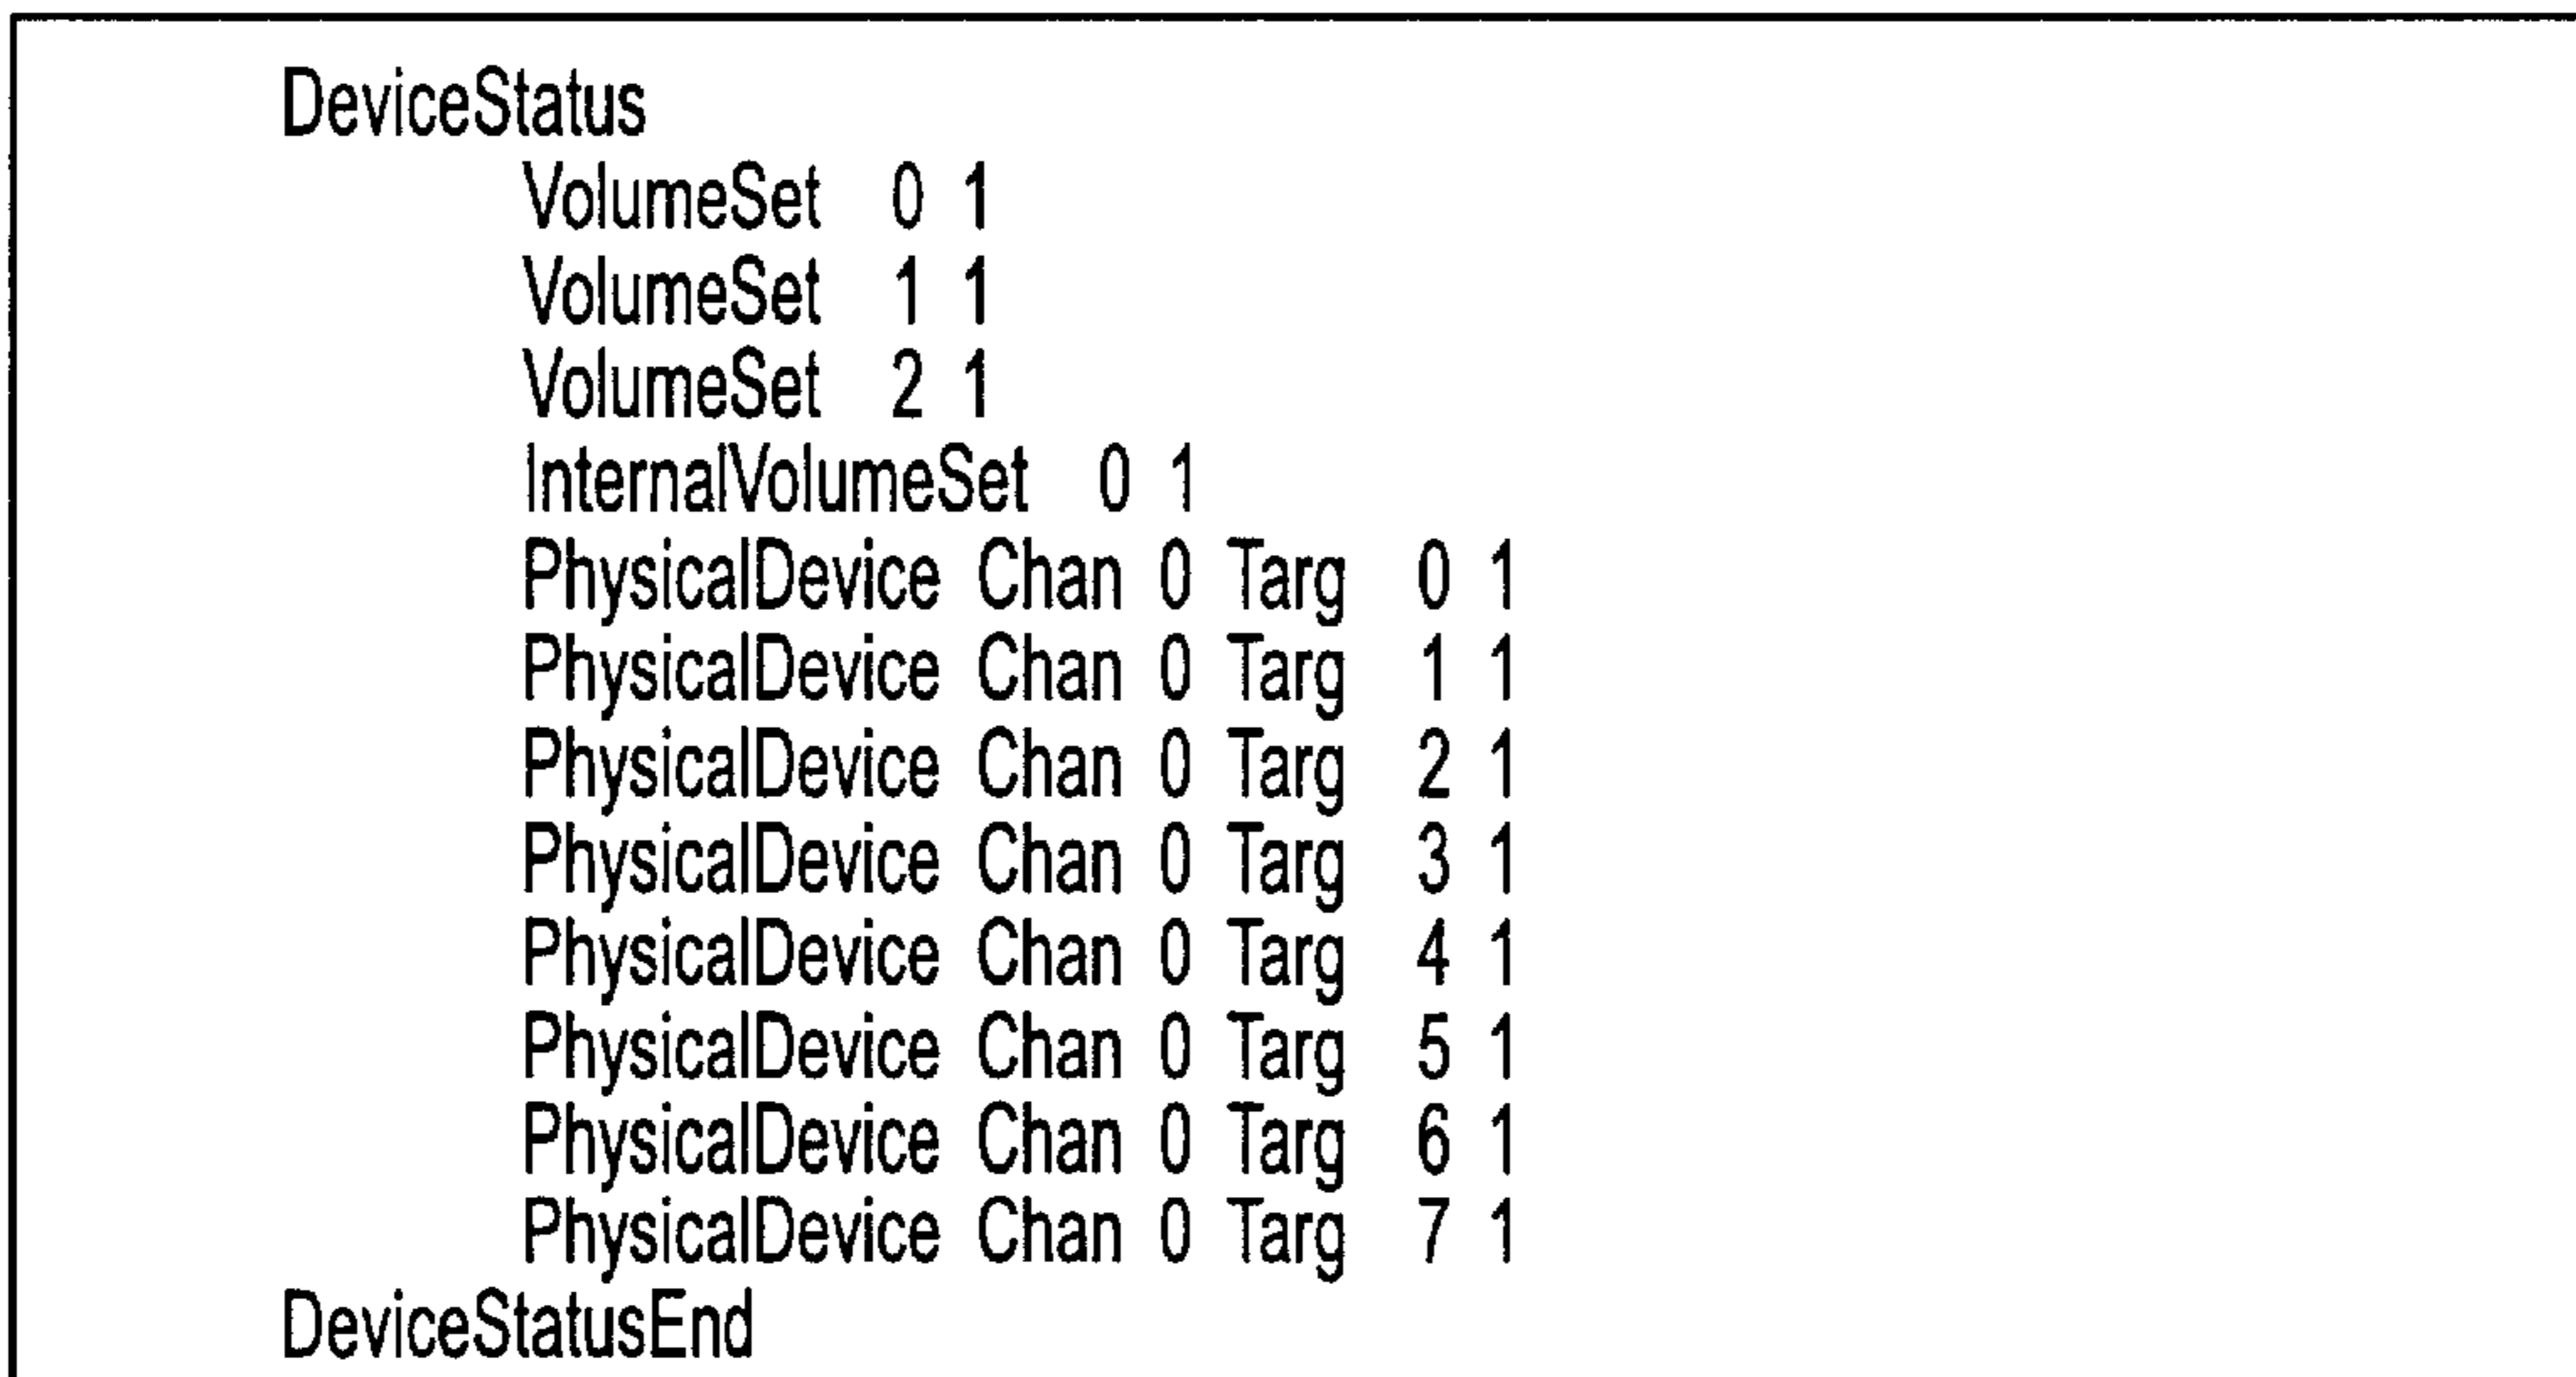 DeviceStatus
VolumeSet 0 1
VolumeSet 1 1
VolumeSet 2 1
InternalVolumeSet 0 1
PhysicalDevice Chan 0 Targ 0 1
PhysicalDevice Chan 0 Targ 1 1
PhysicalDevice Chan 0 Targ 2 1
PhysicalDevice Chan 0 Targ 3 1
PhysicalDevice Chan 0 Targ 4 1
PhysicalDevice Chan 0 Targ 5 1
PhysicalDevice Chan 0 Targ 6 1
PhysicalDevice Chan 0 Targ 7 1
DeviceStatusEnd